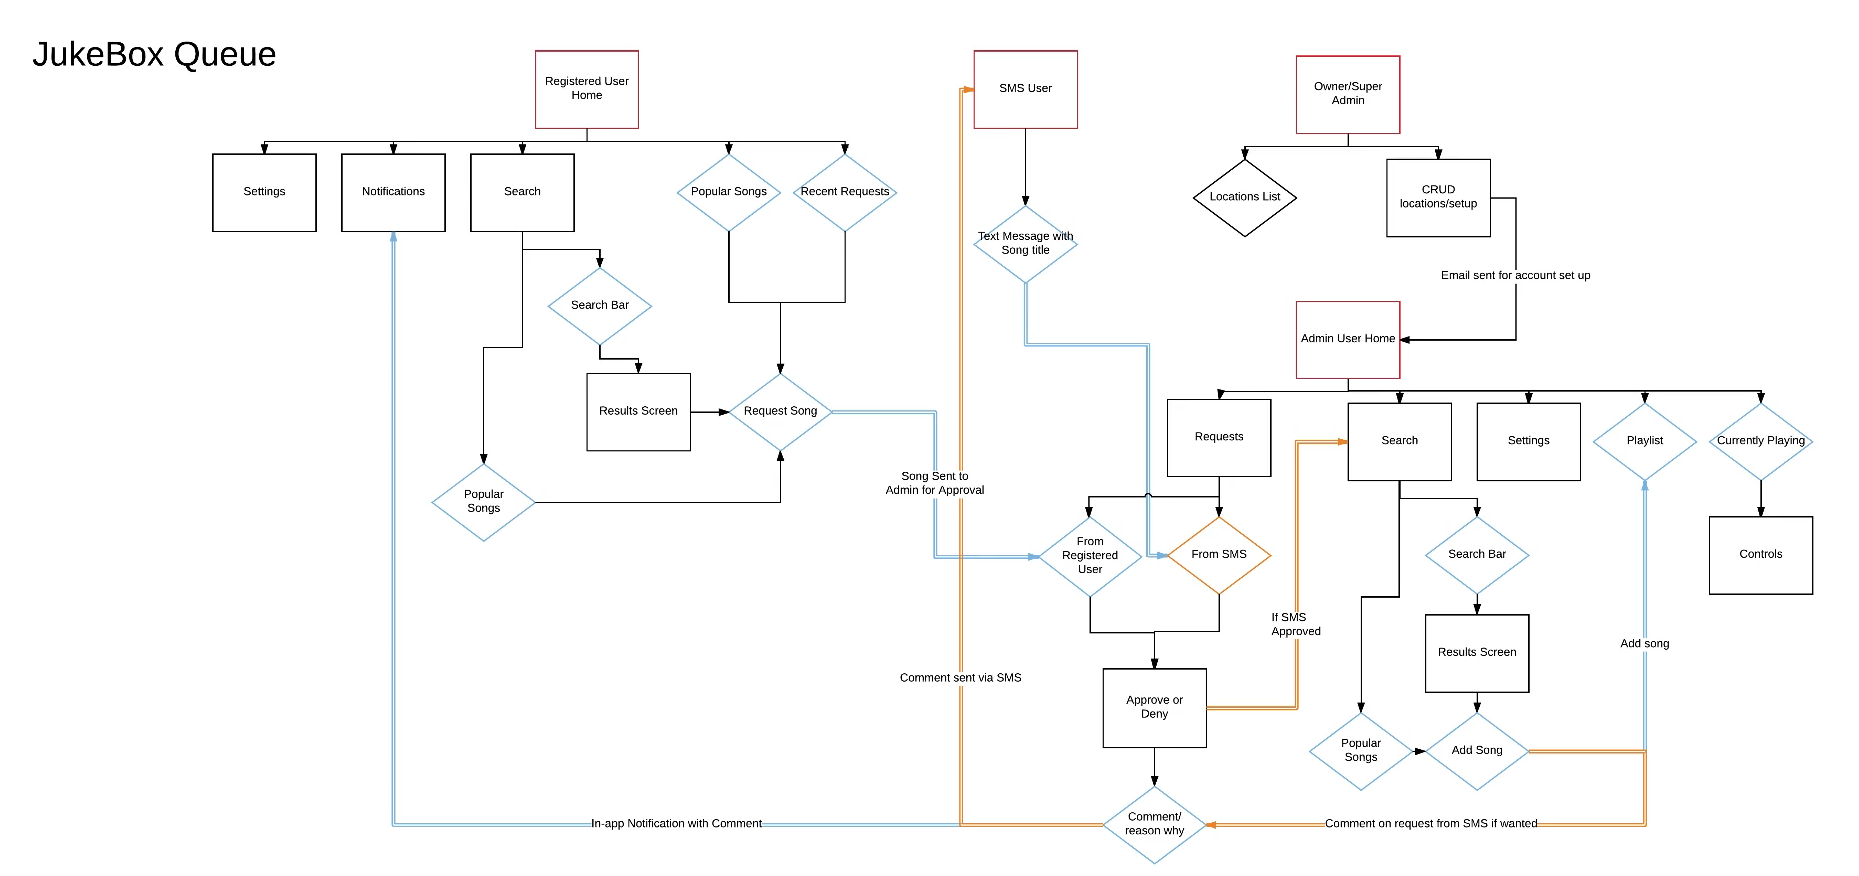 JukeBox Queue
Registered User
Home
SMS User
Owner/Super
Admin
Settings
Notifications
Search
Popular Songs
Recent Requests
Locations List
CRUD
locations/setup
Text Message with
Song title
Email sent for account set up
Search Bar
Admin User Home
Results Screen
Request Song
Requests
Search
Settings
Playlist
Currently Playing
Song Sent to
Admin for Approval
Popular
Songs
From
Registered
User
From SMS
Search Bar
Controls
If SMS
Approved
Add song
Results Screen
Comment sent via SMS
Approve or
Deny
Popular
Songs
Add Song
In-app Notification with Comment
Comment/
reason why
Comment on request from SMS if wanted